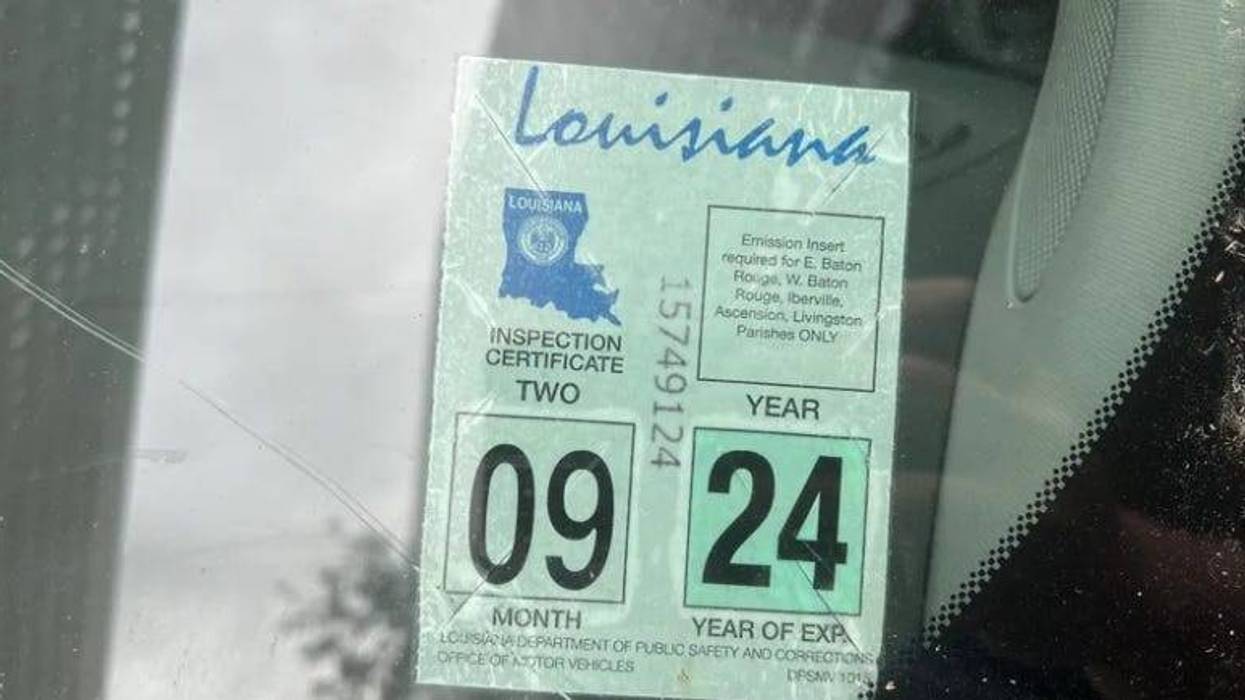 Louisiana
LOUISIANA
INSPECTION
CERTIFICATE
TWO
Emission Insert
required for E. Baton
Rouge, W. Baton
Rouge, Iberville,
Ascension, Livingston
Parishes ONLY
YEAR
15749124
09
MONTH
24
YEAR OF EXP.
LOUISIANA DEPARTMENT OF PUBLIC SAFETY AND CORRECTIONS
OFFICE OF MOTOR VEHICLES
DPSMV